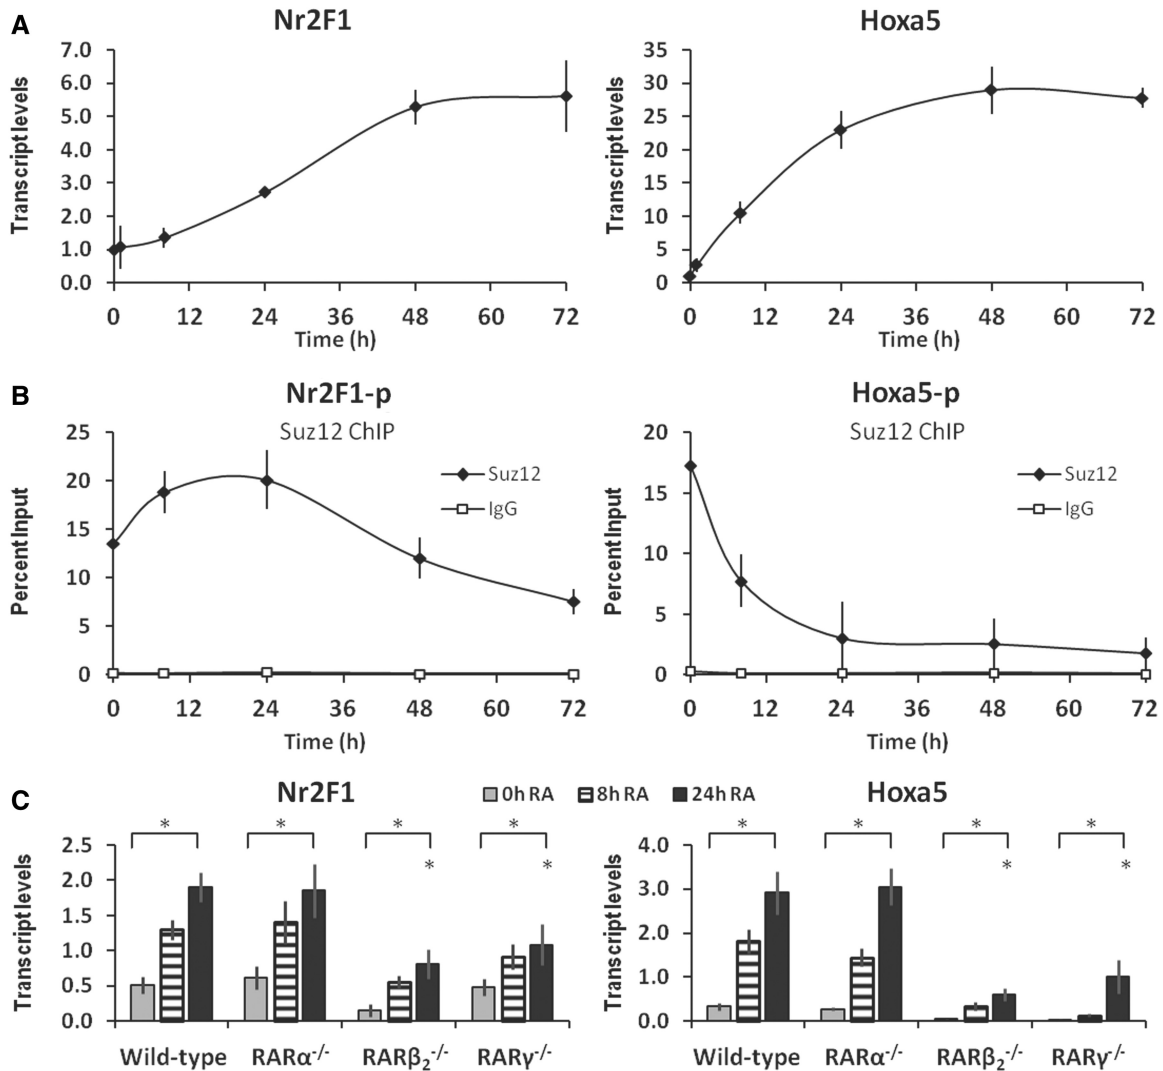 A
Nr2F1
Hoxa5
Transcript levels
7.0
6.0
5.0
4.0
3.0
2.0
1.0
0.0
0 12 24 36 48 60 72
Time (h)
Transcript levels
35
30
25
20
15
10
5
0
0 12 24 36 48 60 72
Time (h)
B
Nr2F1-p
Suz12 ChIP
Suz12
IgG
Percent Input
25
20
15
10
5
0
0 12 24 36 48 60 72
Time (h)
Hoxa5-p
Suz12 ChIP
Suz12
IgG
Percent Input
20
15
10
5
0
0 12 24 36 48 60 72
Time (h)
C
Nr2F1
0h RA 8h RA 24h RA
Hoxa5
Transcript levels
2.5
2.0
1.5
1.0
0.5
0.0
* * * *
* *
Wild-type RARα-/- RARβ2-/- RARγ-/-
Transcript levels
4.0
3.0
2.0
1.0
0.0
* * * *
* *
Wild-type RARα-/- RARβ2-/- RARγ-/-